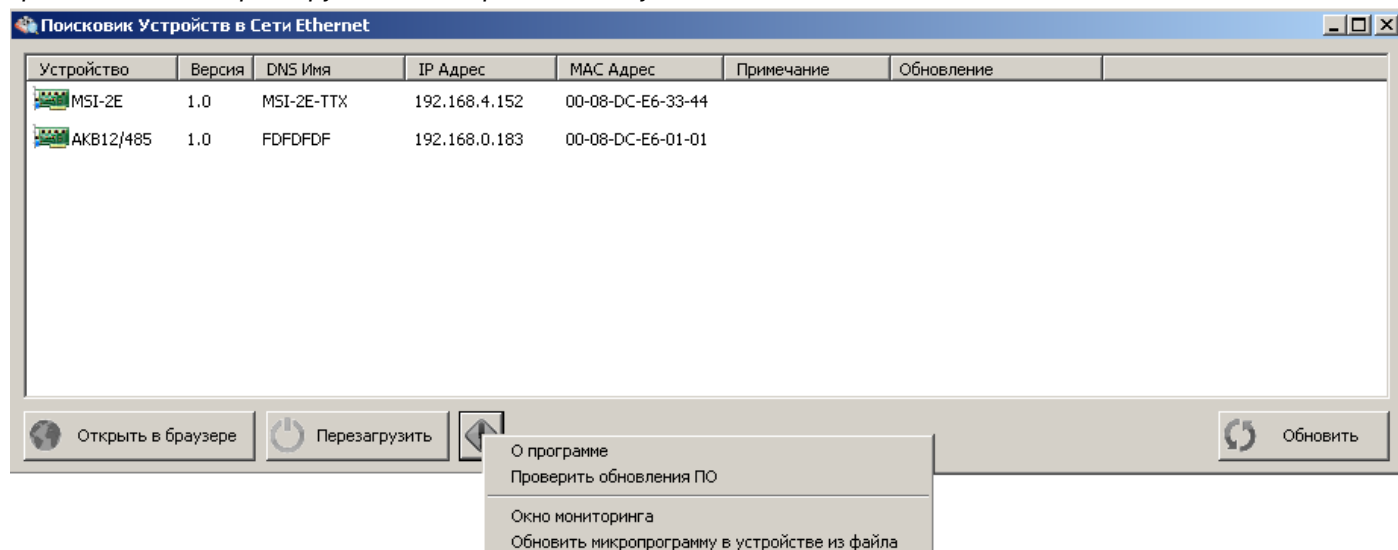 Поисковик Устройств в Сети Ethernet
Устройство Версия DNS Имя IP Адрес MAC Адрес Примечание Обновление
MSI-2E 1.0 MSI-2E-TTX 192.168.4.152 00-08-DC-E6-33-44
АКВ12/485 1.0 FDFDFDF 192.168.0.183 00-08-DC-E6-01-01
Открыть в браузере Перезагрузить Обновить
О программе
Проверить обновления ПО
Окно мониторинга
Обновить микропрограмму в устройстве из файла